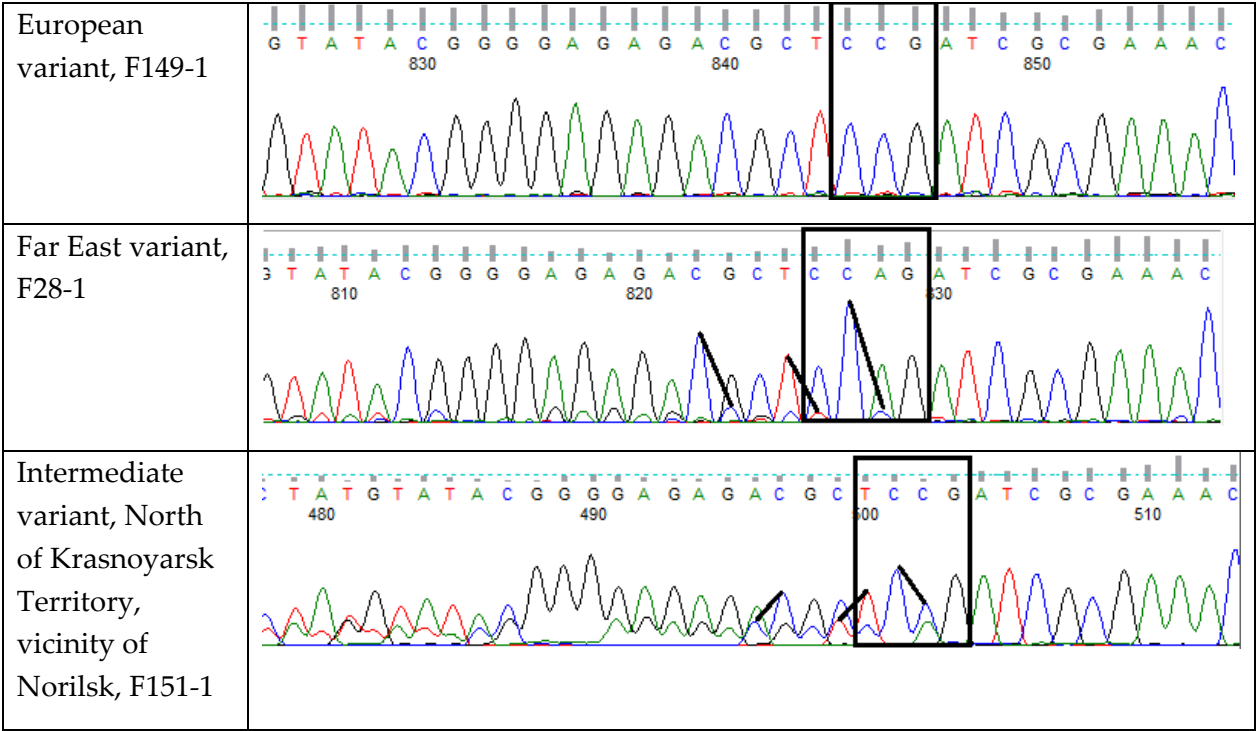 European
variant, F149-1
G T A T A C G G G G A G A G A C G C T C C G A T C G C G A A A C
830 840 850
Far East variant,
F28-1
G T A T A C G G G G A G A G A C G C T C C A G A T C G C G A A A C
810 820 830
Intermediate
variant, North
of Krasnoyarsk
Territory,
vicinity of
Norilsk, F151-1
C T A T G T A T A C G G G G A G A G A C G C T C C G A T C G C G A A A C
480 490 500 510